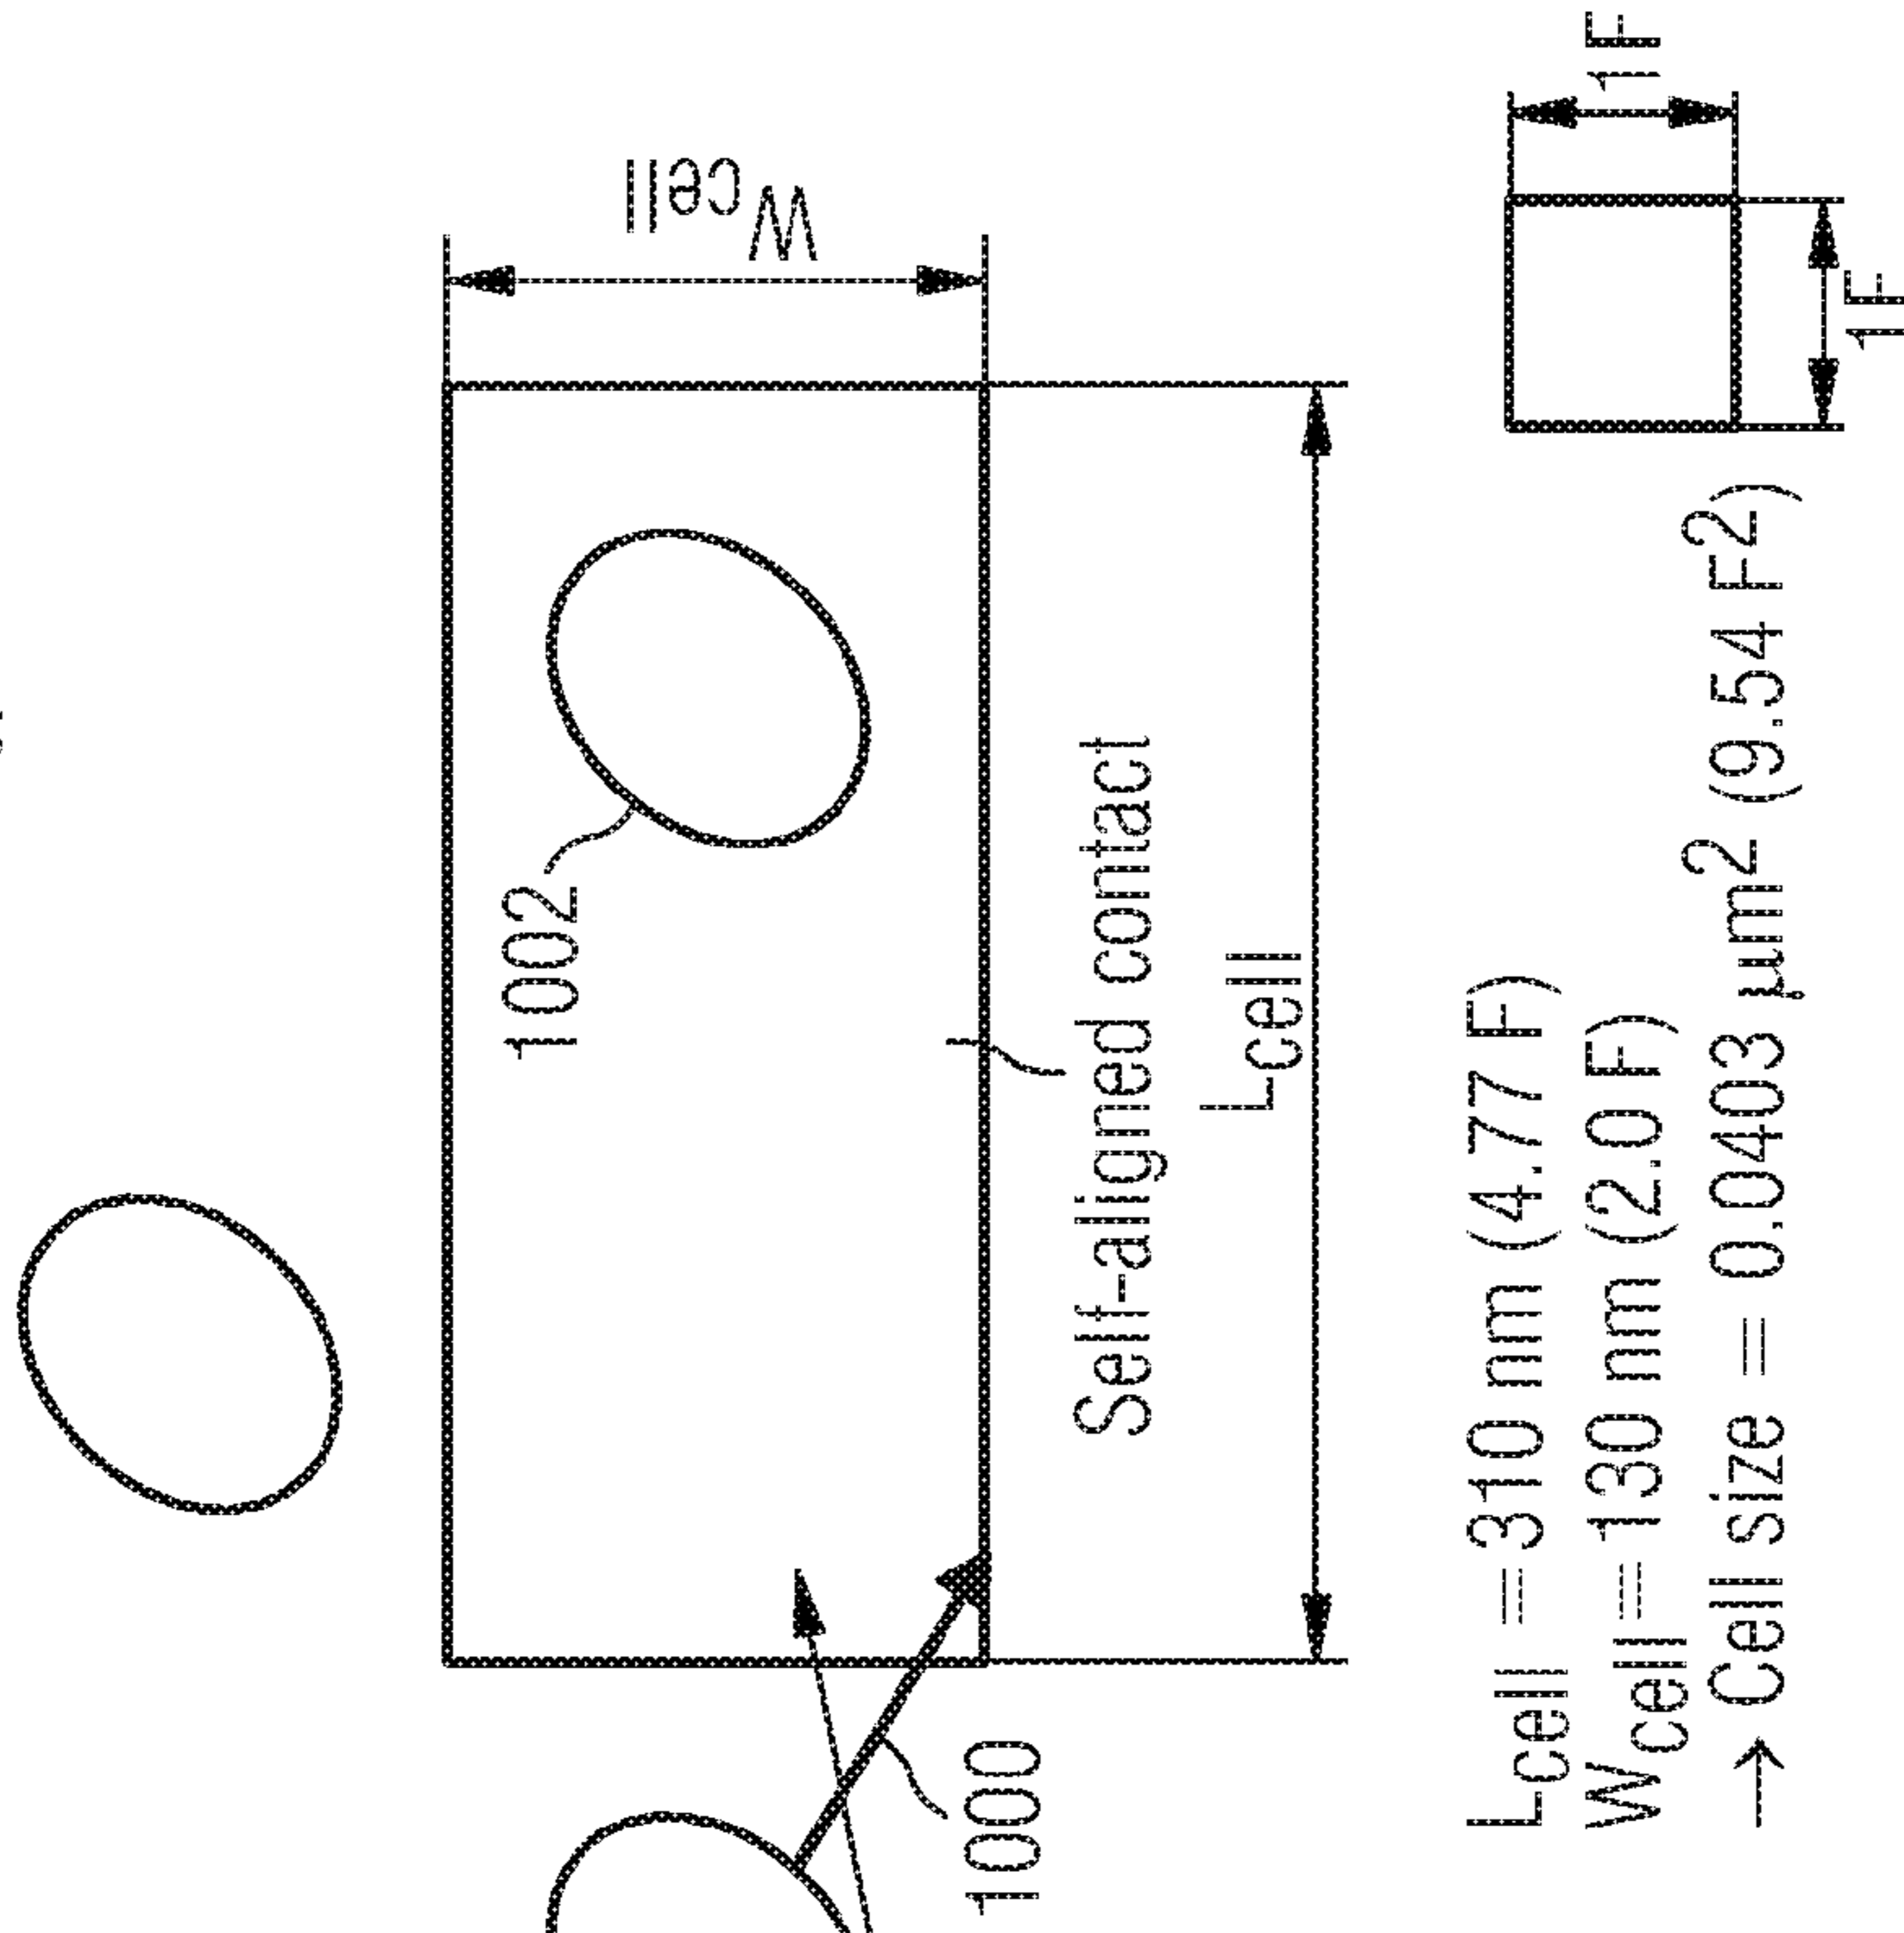 W cell
1002
Self-aligned contact
Lcell
1000
Lcell =310 nm (4.77 F)
Wcell=130 nm (2.0 F)
→ Cell size = 0.0403 μm² (9.54 F2)
1F
1F